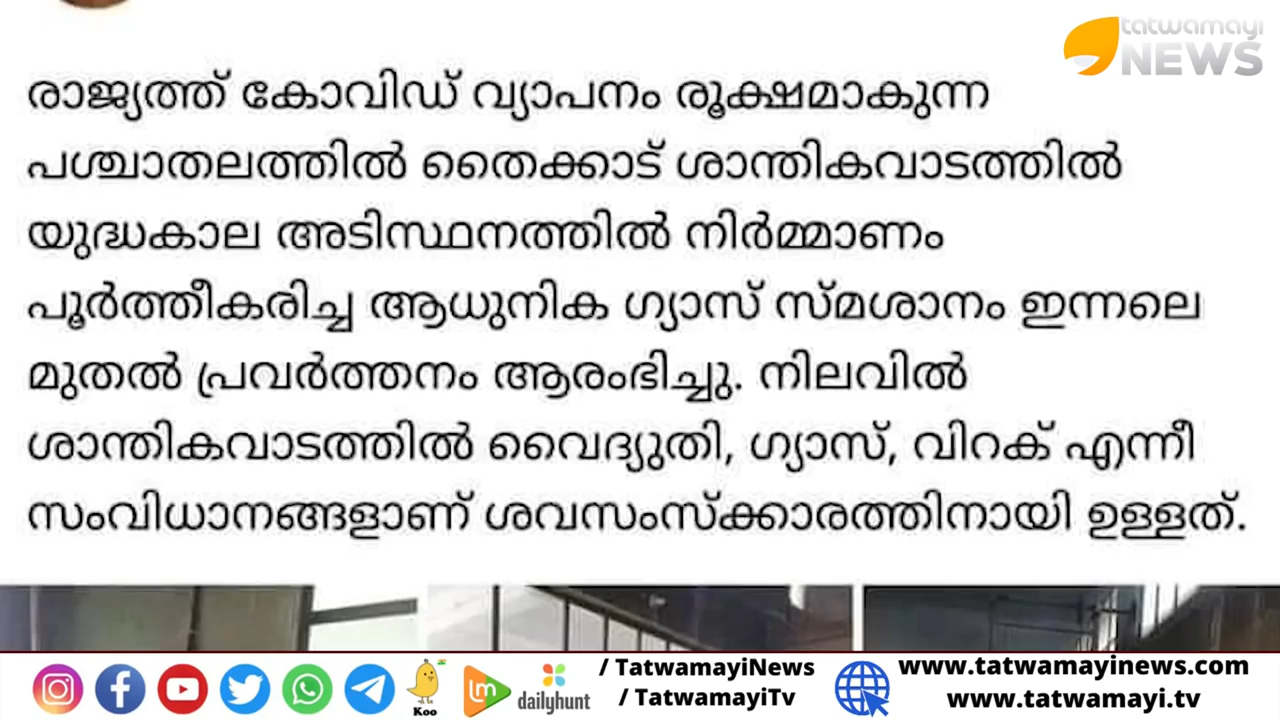 tatwamayi
NEWS
രാജ്യത്ത് കോവിഡ് വ്യാപനം രൂക്ഷമാകുന്ന
പശ്ചാതലത്തിൽ തൈക്കാട് ശാന്തികവാടത്തിൽ
യുദ്ധകാല അടിസ്ഥനത്തിൽ നിർമ്മാണം
പൂർത്തീകരിച്ച ആധുനിക ഗ്യാസ് സ്മശാനം ഇന്നലെ
മുതൽ പ്രവർത്തനം ആരംഭിച്ചു. നിലവിൽ
ശാന്തികവാടത്തിൽ വൈദ്യുതി, ഗ്യാസ്, വിറക് എന്നീ
സംവിധാനങ്ങളാണ് ശവസംസ്ക്കാരത്തിനായി ഉള്ളത്.
Koo
lm
dailyhunt
/ TatwamayiNews
/ TatwamayiTv
www.tatwamayinews.com
www.tatwamayi.tv